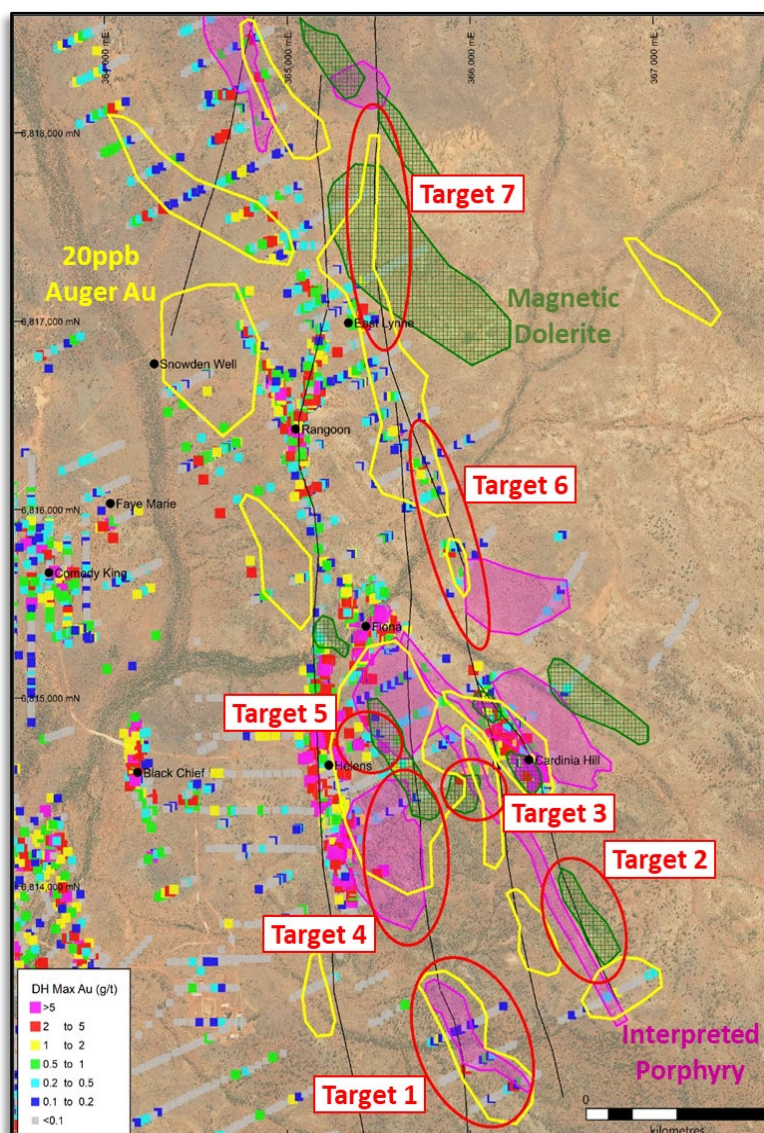 364,000 mE
365,000 mE
366,000 mE
367,000 mE
6,818,000 mN
Target 7
20ppb
Auger Au
Magnetic
Dolerite
6,817,000 mN
East Lynne
Snowden Well
Rangoon
Target 6
Faye Marie
6,816,000 mN
Comedy King
Fiona
6,815,000 mN
Target 5
Helens
Cardinia Hill
Black Chief
Target 3
Target 2
6,814,000 mN
Target 4
DH Max Au (g/t)
>5
2 to 5
1 to 2
0.5 to 1
0.2 to 0.5
0.1 to 0.2
<0.1
Interpreted
Porphyry
Target 1
0
1
kilometres